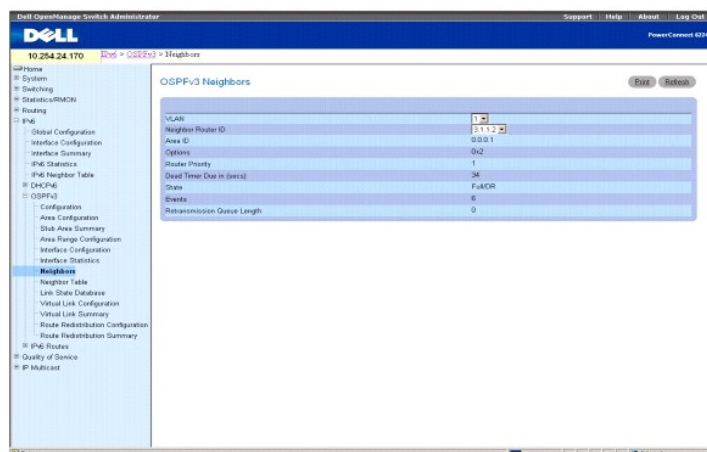 Dell OpenManage Switch Administrator
Support Help About Log Out
DELL
PowerConnect 6224
10.254.24.170
IPv6 > OSPFv3 > Neighbors
Home
System
Switching
Statistics/RMON
Routing
IPv6
Global Configuration
Interface Configuration
Interface Summary
IPv6 Statistics
IPv6 Neighbor Table
DHCPv6
OSPFv3
Configuration
Area Configuration
Stub Area Summary
Area Range Configuration
Interface Configuration
Interface Statistics
Neighbors
Neighbor Table
Link State Database
Virtual Link Configuration
Virtual Link Summary
Route Redistribution Configuration
Route Redistribution Summary
IPv6 Routes
Quality of Service
IP Multicast
OSPFv3 Neighbors
Print Refresh
VLAN 1
Neighbor Router ID 3.1.1.2
Area ID 0.0.0.1
Options 0x2
Router Priority 1
Dead Timer Due in (secs) 34
State Full/DR
Events 6
Retransmission Queue Length 0